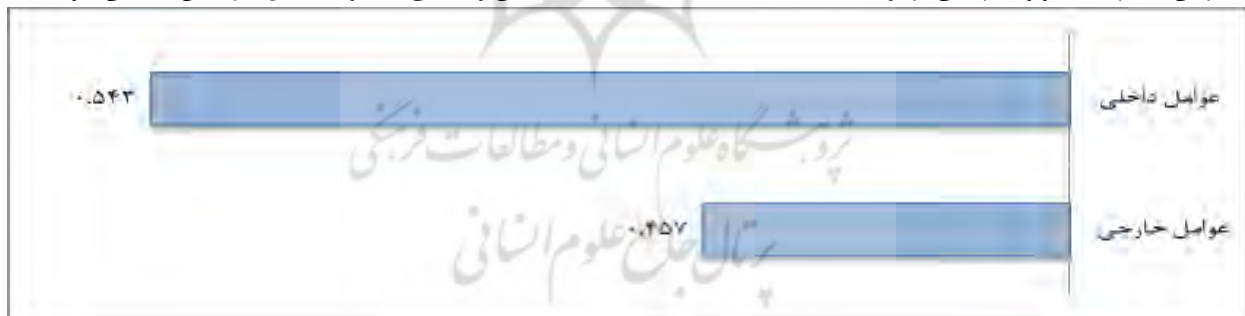 عوامل داخلی
۰.۵۴۳
پژوهشگاه علوم انسانی و مطالعات فرهنگی
عوامل خارجی
۰.۴۵۷
پرتال جامع علوم انسانی